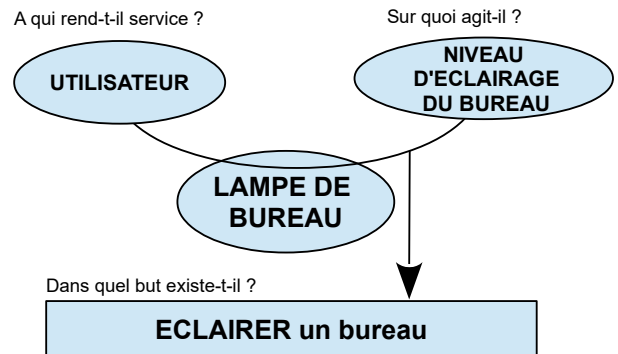 A qui rend-t-il service ?
Sur quoi agit-il ?
UTILISATEUR
NIVEAU
D'ECLAIRAGE
DU BUREAU
LAMPE DE
BUREAU
Dans quel but existe-t-il ?
ECLAIRER un bureau